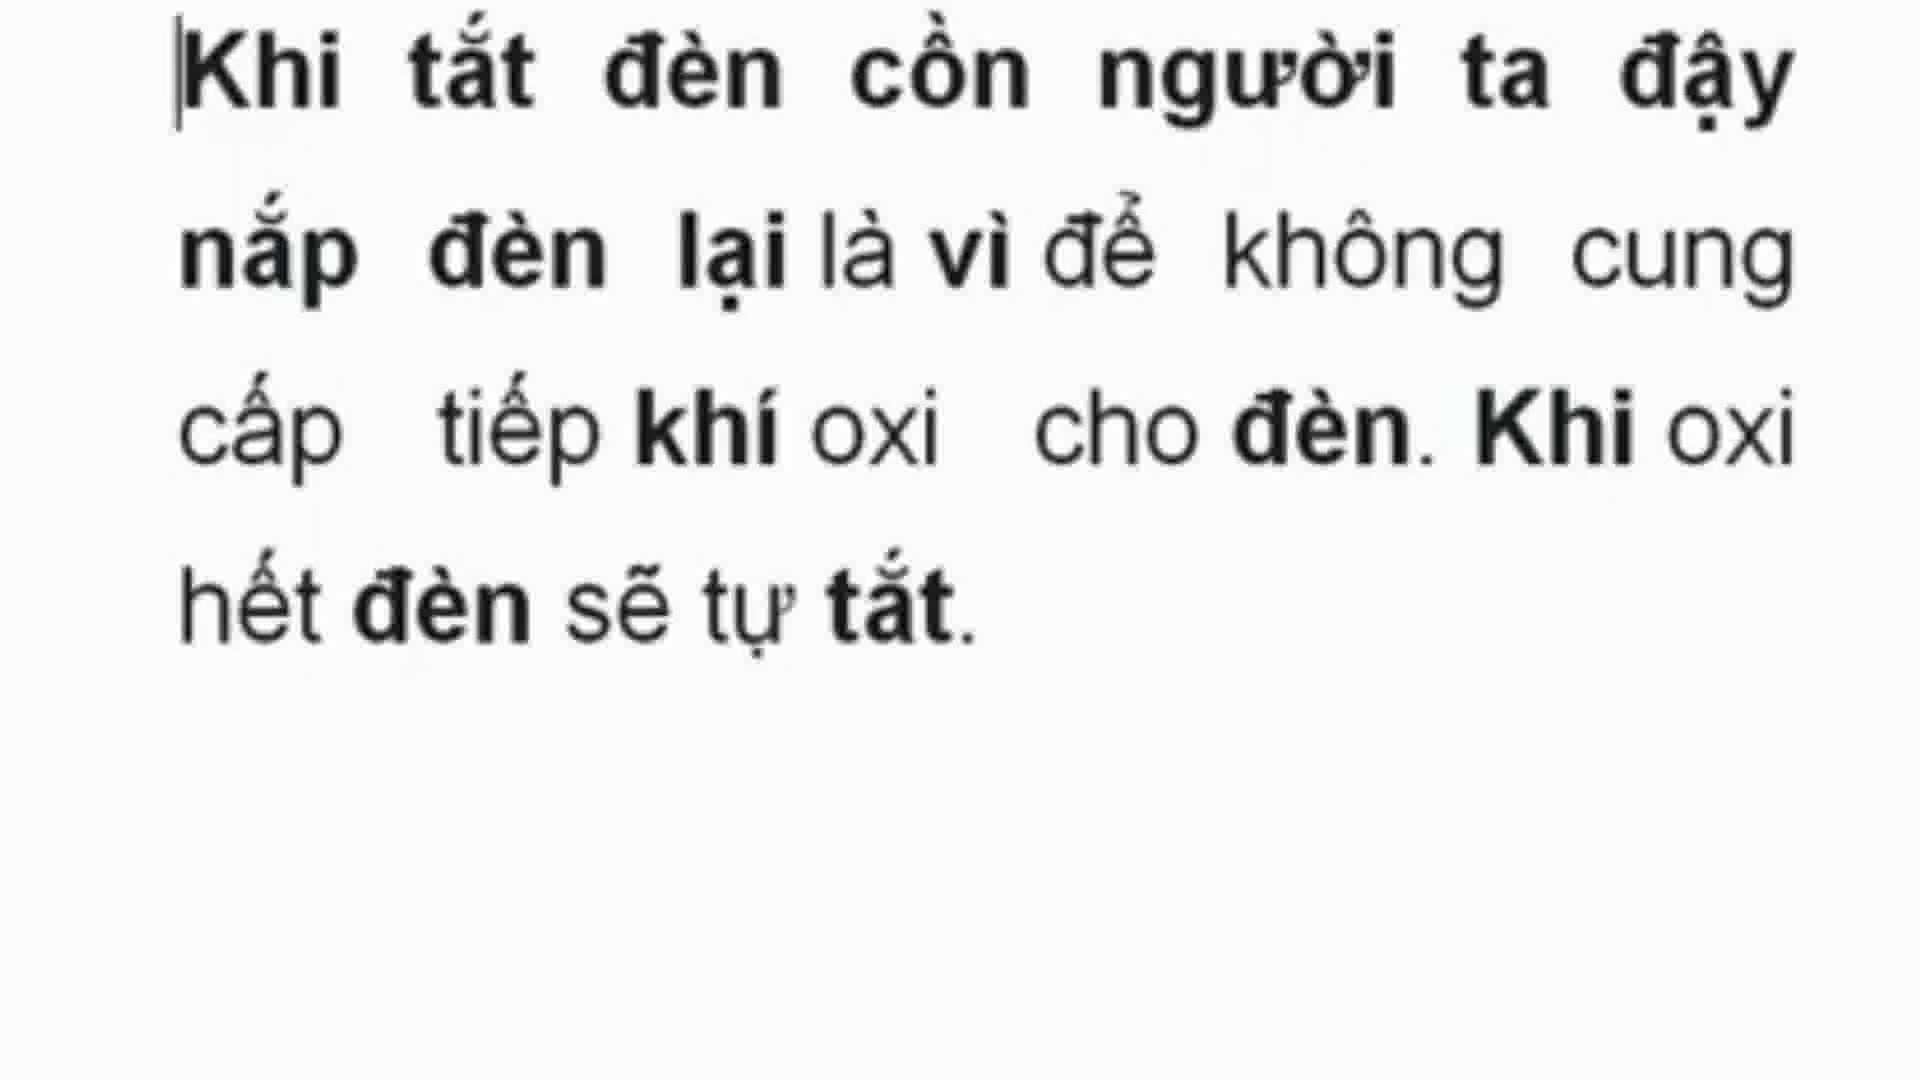 Khi tắt đèn cồn người ta đậy
nắp đèn lại là vì để không cung
cấp tiếp khí oxi cho đèn. Khi oxi
hết đèn sẽ tự tắt.